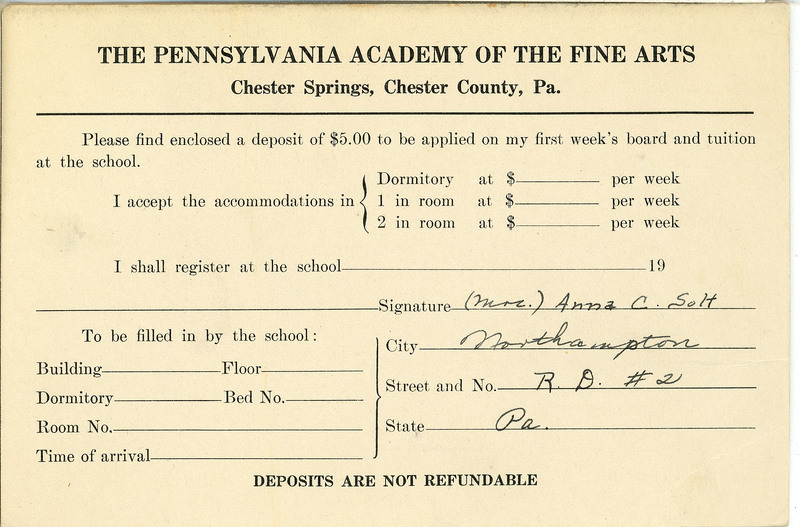 THE PENNSYLVANIA ACADEMY OF THE FINE ARTS
Chester Springs, Chester County, Pa.
Please find enclosed a deposit of $5.00 to be applied on my first week's board and tuition
at the school.
I accept the accommodations in
Dormitory at $ per week
1 in room at $ per week
2 in room at $ per week
I shall register at the school 19
Signature (Mrs.) Anna C. Solt
To be filled in by the school:
Building Floor
Dormitory Bed No.
Room No.
Time of arrival
City Northampton
Street and No. R. D. #2
State Pa.
DEPOSITS ARE NOT REFUNDABLE